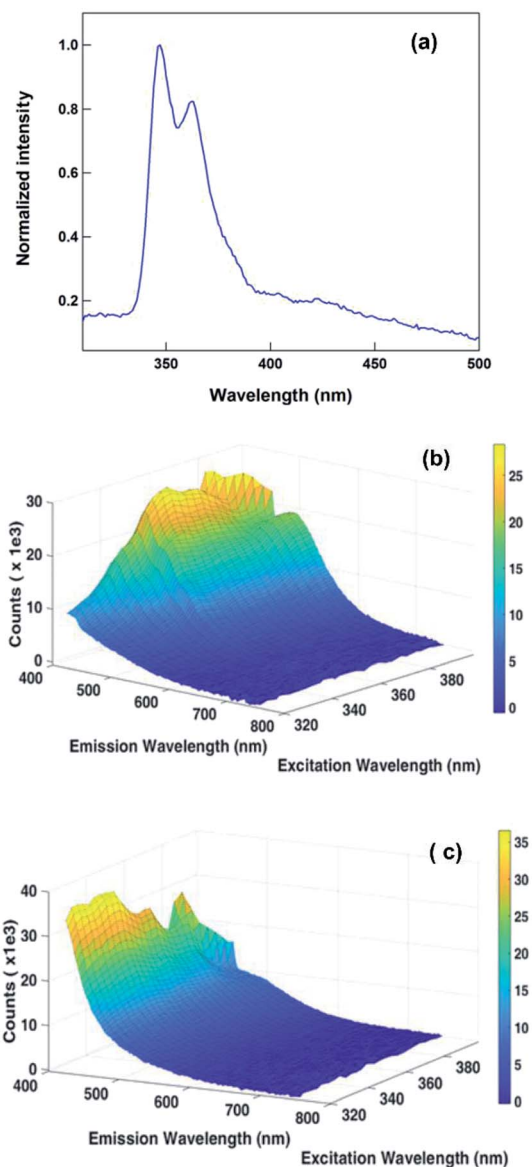 (a)
Normalized intensity
1.0
0.8
0.6
0.4
0.2
350 400 450 500
Wavelength (nm)
(b)
Counts ( x 1e3)
30
20
10
0
400 500 600 700 800
Emission Wavelength (nm)
320 340 360 380
Excitation Wavelength (nm)
25
20
15
10
5
0
( c)
Counts ( x1e3)
40
30
20
10
0
400 500 600 700 800
Emission Wavelength (nm)
320 340 360 380
Excitation Wavelength (nm)
35
30
25
20
15
10
5
0